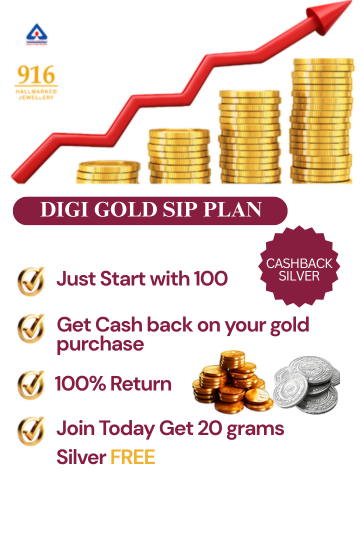 916
HALLMARKED
JEWELLERY
DIGI GOLD SIP PLAN
CASHBACK
SILVER
Just Start with 100
Get Cash back on your gold
purchase
100% Return
Join Today Get 20 grams
Silver FREE